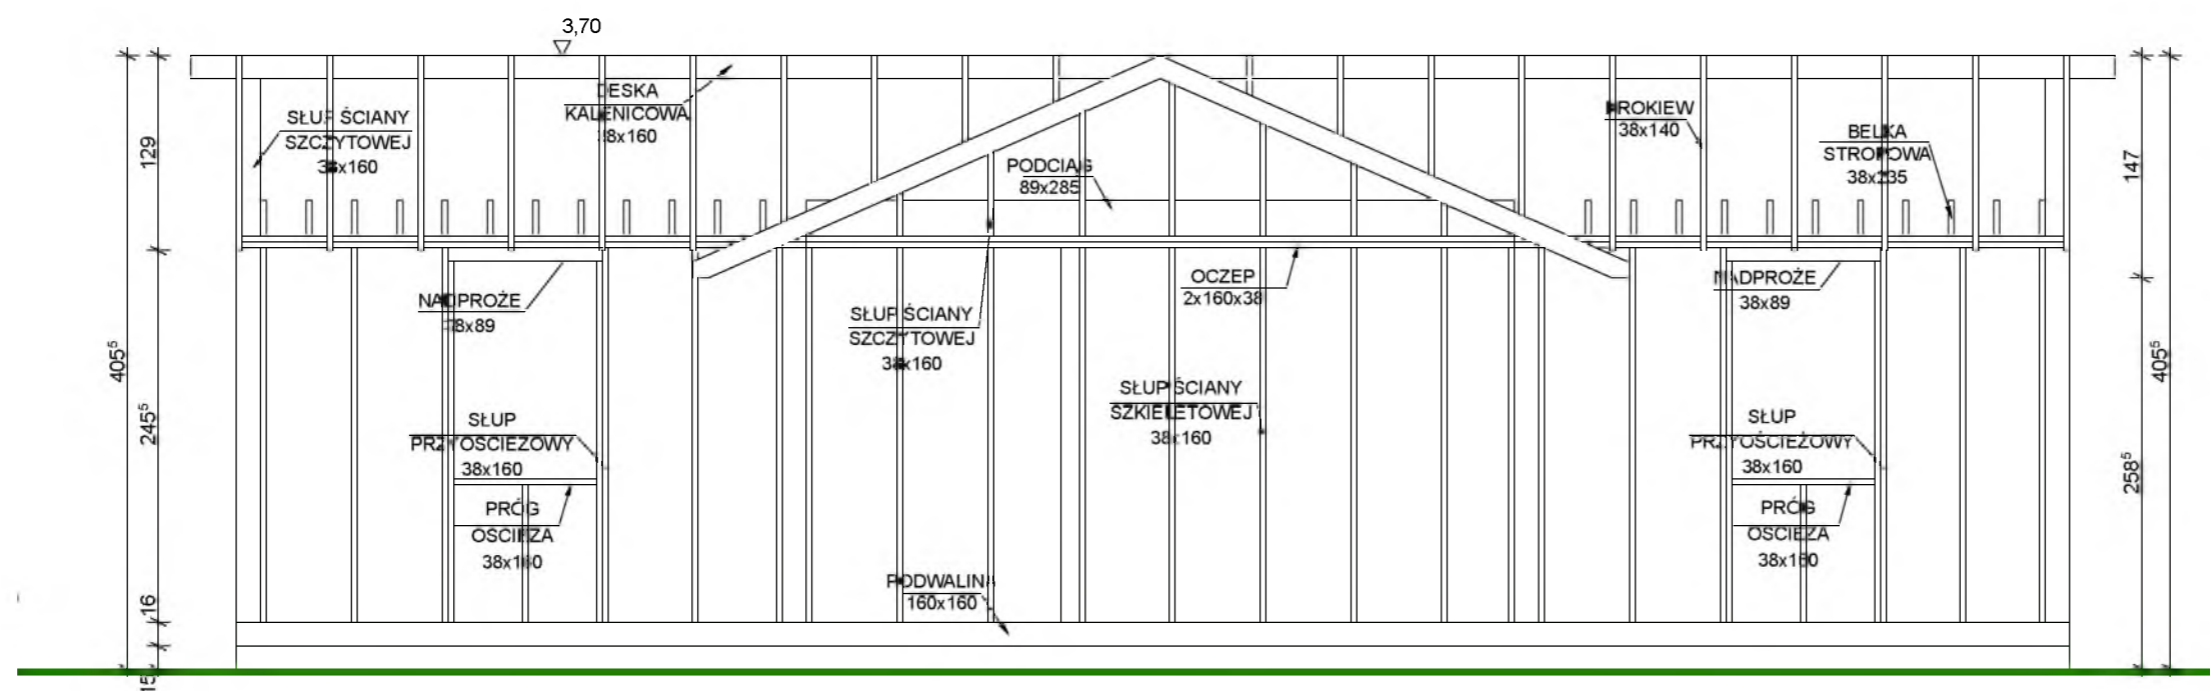 3,70
DESKA
KALENICOWA
38x160
SŁUP ŚCIANY
SZCZYTOWEJ
38x160
KROKIEW
38x140
BELKA
STROPOWA
38x235
PODCIĄG
89x285
129
147
NADPROŻE
38x89
OCZEP
2x160x38
NADPROŻE
38x89
SŁUP ŚCIANY
SZCZYTOWEJ
38x160
405⁵
405⁵
SŁUP ŚCIANY
SZKIELETOWEJ
38x160
245⁵
258⁵
SŁUP
PRZYOŚCIEŻOWY
38x160
SŁUP
PRZYOŚCIEŻOWY
38x160
PRÓG
OŚCIEŻA
38x160
PRÓG
OŚCIEŻA
38x160
PODWALINA
160x160
16
15